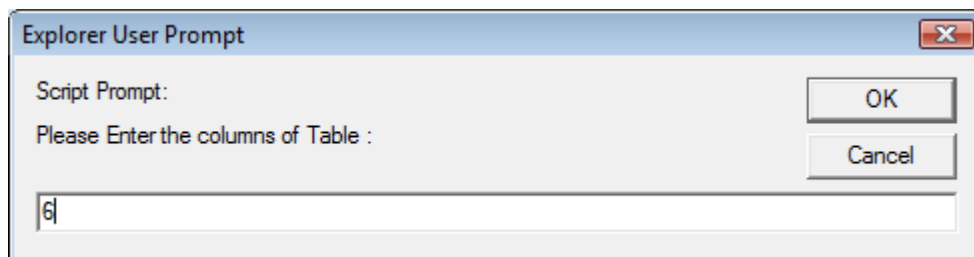 Explorer User Prompt
Script Prompt:
OK
Please Enter the columns of Table :
Cancel
6